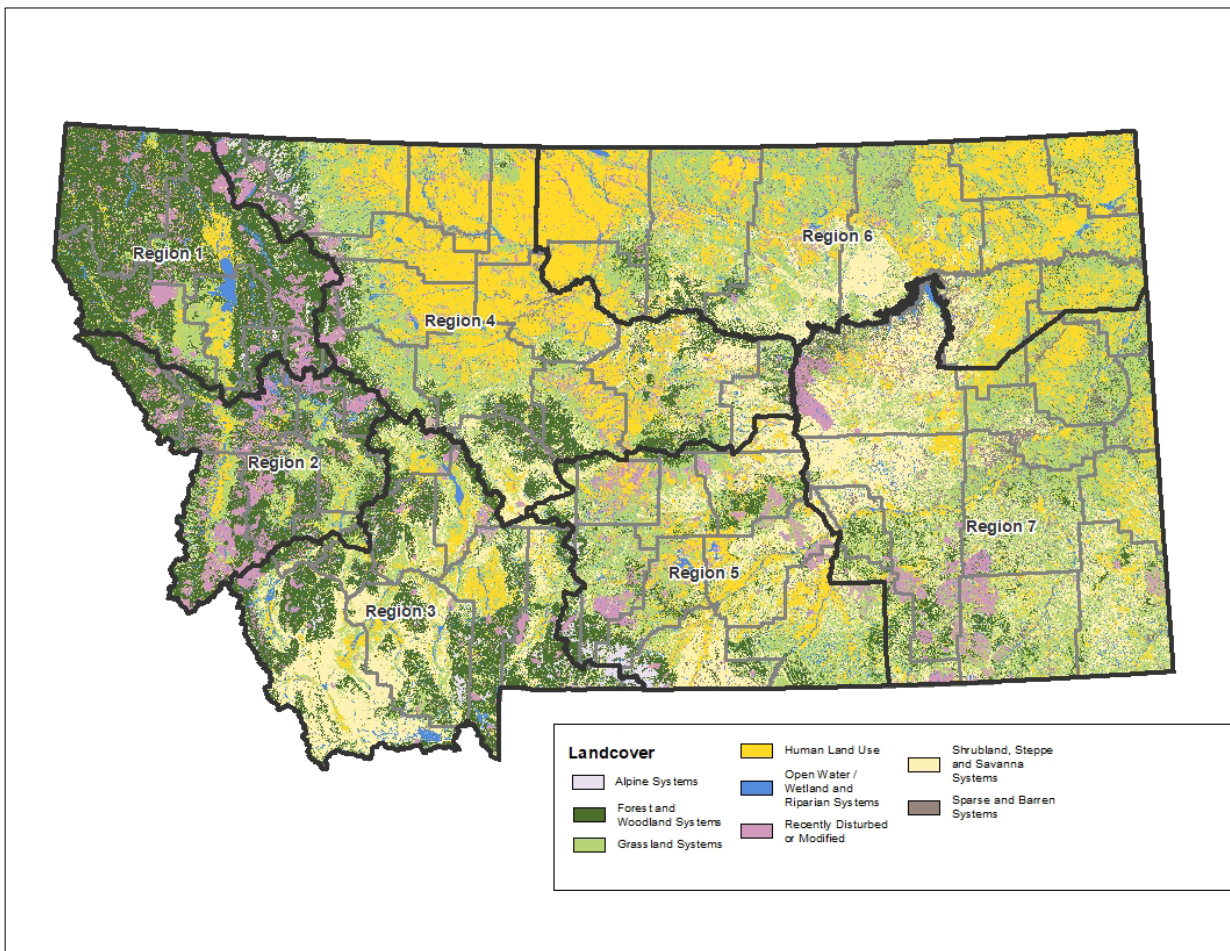 Region 1
Region 6
Region 4
Region 2
Region 7
Region 5
Region 3
Landcover
Alpine Systems
Forest and
Woodland Systems
Grassland Systems
Human Land Use
Open Water /
Wetland and
Riparian Systems
Recently Disturbed
or Modified
Shrubland, Steppe
and Savanna
Systems
Sparse and Barren
Systems